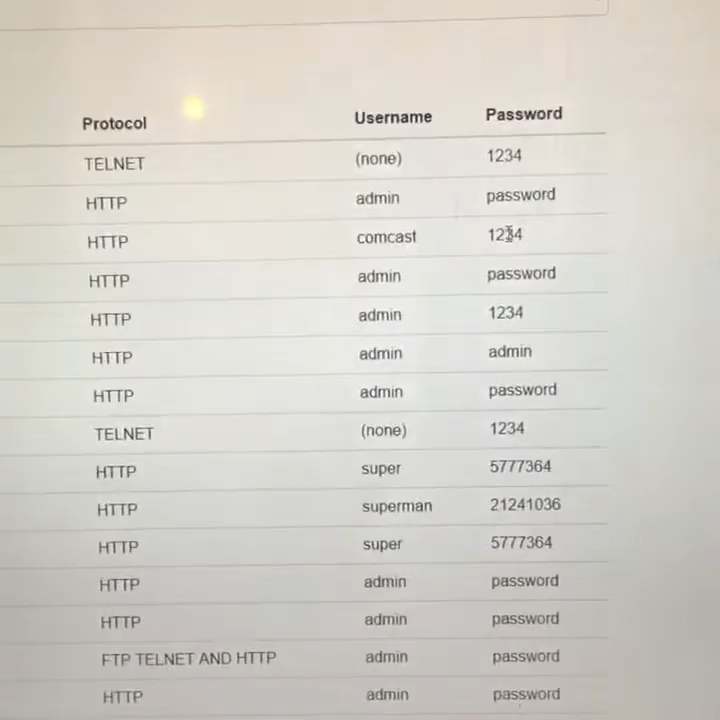 Protocol Username Password
TELNET (none) 1234
HTTP admin password
HTTP comcast 1234
HTTP admin password
HTTP admin 1234
HTTP admin admin
HTTP admin password
TELNET (none) 1234
HTTP super 5777364
HTTP superman 21241036
HTTP super 5777364
HTTP admin password
HTTP admin password
FTP TELNET AND HTTP admin password
HTTP admin password